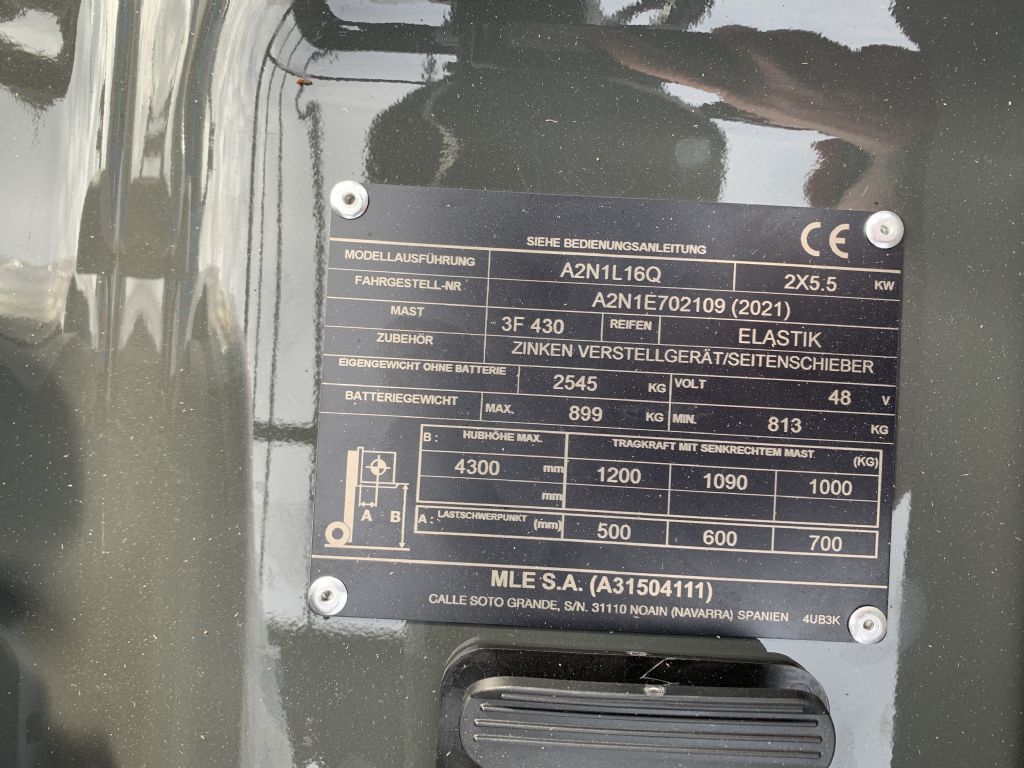 CE
SIEHE BEDIENUNGSANLEITUNG
MODELLAUSFÜHRUNG A2N1L16Q 2X5.5 KW
FAHRGESTELL-NR A2N1E702109 (2021)
MAST 3F 430 REIFEN ELASTIK
ZUBEHÖR ZINKEN VERSTELLGERÄT/SEITENSCHIEBER
EIGENGEWICHT OHNE BATTERIE 2545 KG VOLT 48 V
BATTERIEGEWICHT MAX. 899 KG MIN. 813 KG
B : HUBHÖHE MAX. TRAGKRAFT MIT SENKRECHTEM MAST (KG)
4300 mm 1200 1090 1000
mm
A B
A : LASTSCHWERPUNKT (mm) 500 600 700
MLE S.A. (A31504111)
CALLE SOTO GRANDE, S/N. 31110 NOAIN (NAVARRA) SPANIEN 4UB3K